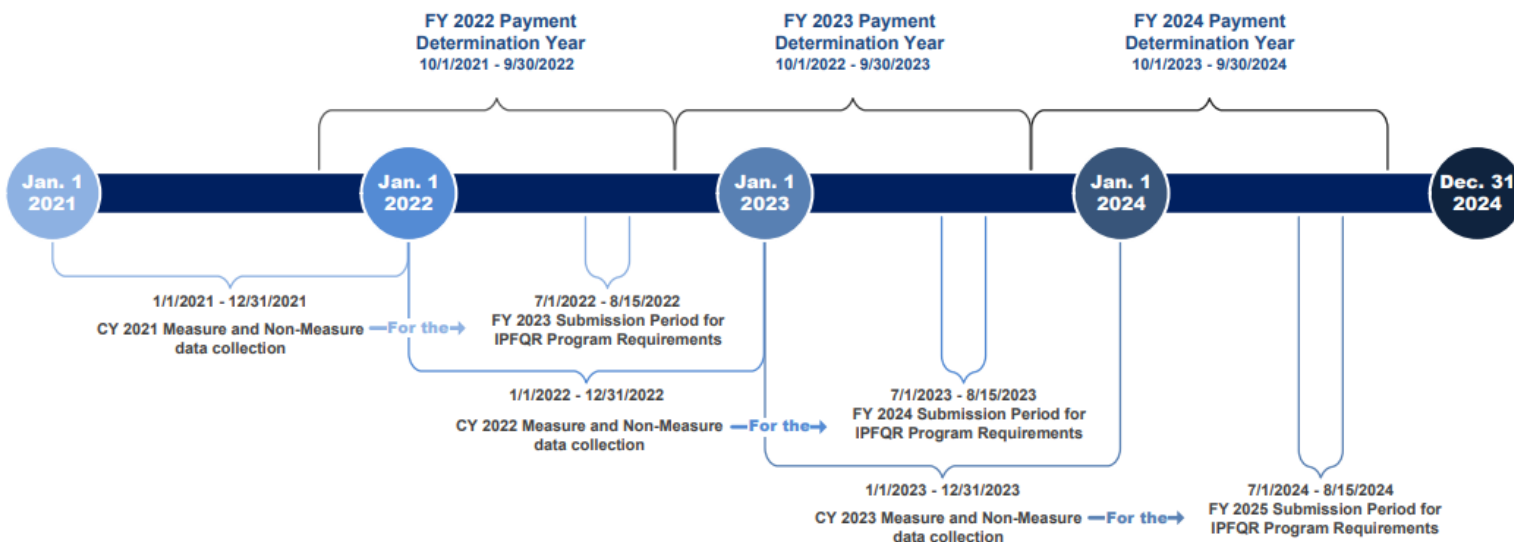 FY 2022 Payment
Determination Year
10/1/2021 - 9/30/2022
FY 2023 Payment
Determination Year
10/1/2022 - 9/30/2023
FY 2024 Payment
Determination Year
10/1/2023 - 9/30/2024
Jan. 1
2021
Jan. 1
2022
Jan. 1
2023
Jan. 1
2024
Dec. 31
2024
1/1/2021 - 12/31/2021
CY 2021 Measure and Non-Measure
data collection
For the
7/1/2022 - 8/15/2022
FY 2023 Submission Period for
IPFQR Program Requirements
1/1/2022 - 12/31/2022
CY 2022 Measure and Non-Measure
data collection
For the
7/1/2023 - 8/15/2023
FY 2024 Submission Period for
IPFQR Program Requirements
1/1/2023 - 12/31/2023
CY 2023 Measure and Non-Measure
data collection
For the
7/1/2024 - 8/15/2024
FY 2025 Submission Period for
IPFQR Program Requirements